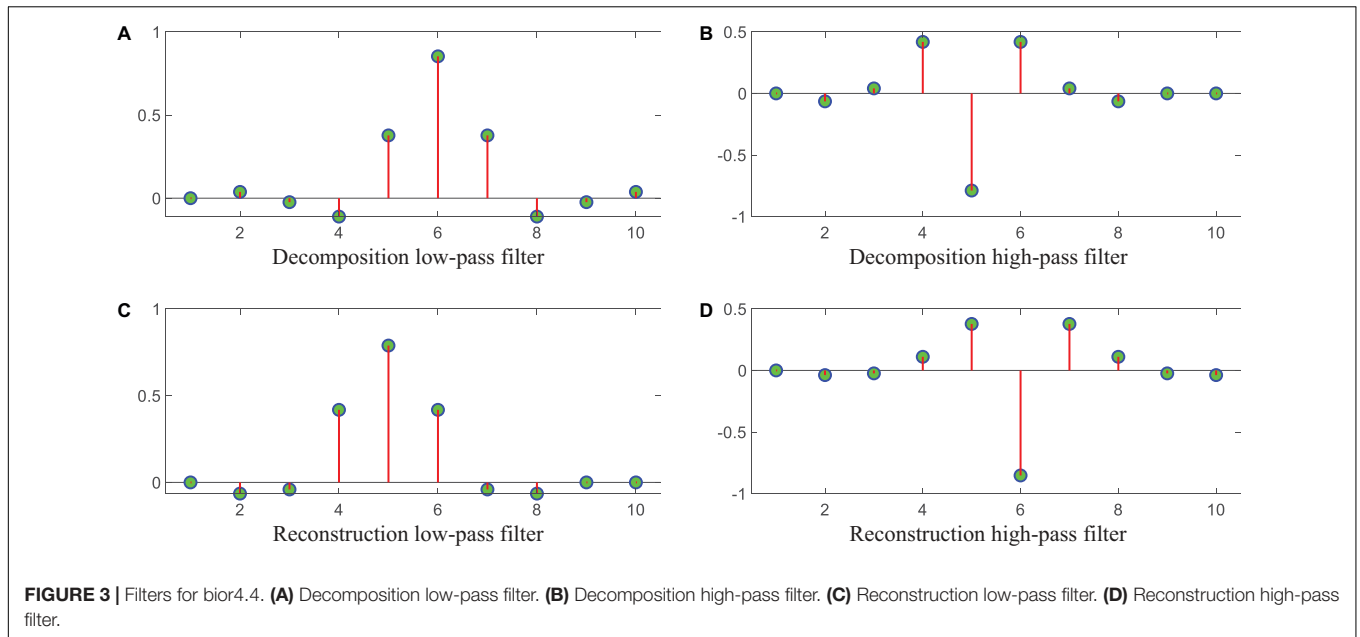 A
1
0.5
0
2 4 6 8 10
Decomposition low-pass filter
B
0.5
0
-0.5
-1
2 4 6 8 10
Decomposition high-pass filter
C
1
0.5
0
2 4 6 8 10
Reconstruction low-pass filter
D
0.5
0
-0.5
-1
2 4 6 8 10
Reconstruction high-pass filter
FIGURE 3 | Filters for bior4.4. (A) Decomposition low-pass filter. (B) Decomposition high-pass filter. (C) Reconstruction low-pass filter. (D) Reconstruction high-pass
filter.